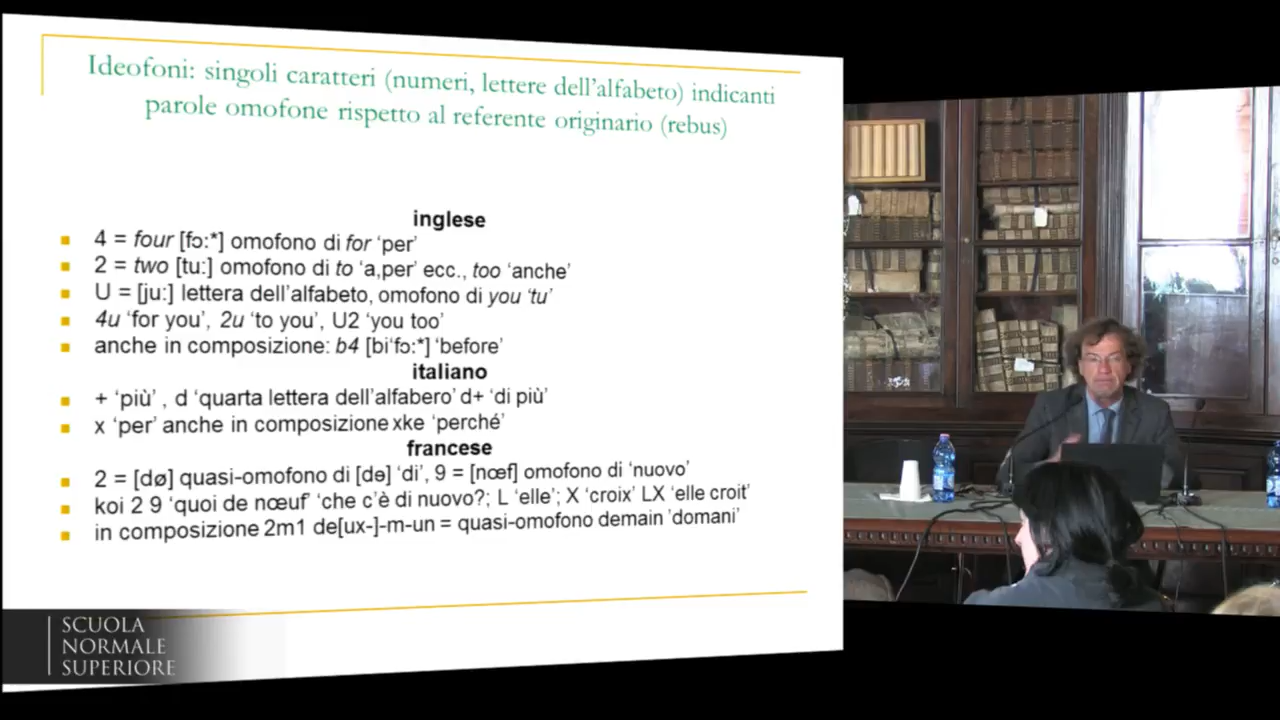 Ideofoni: singoli caratteri (numeri, lettere dell'alfabeto) indicanti
parole omofone rispetto al referente originario (rebus)
inglese
4 = four [fɔ:*] omofono di for 'per'
2 = two [tu:] omofono di to 'a,per' ecc., too 'anche'
U = [ju:] lettera dell'alfabeto, omofono di you 'tu'
4u 'for you', 2u 'to you', U2 'you too'
anche in composizione: b4 [bi'fɔ:*] 'before'
italiano
+ 'più' , d 'quarta lettera dell'alfabero' d+ 'di più'
x 'per' anche in composizione xke 'perché'
francese
2 = [dø] quasi-omofono di [də] 'di', 9 = [nœf] omofono di 'nuovo'
koi 2 9 'quoi de nœuf' 'che c'è di nuovo?; L 'elle'; X 'croix' LX 'elle croit'
in composizione 2m1 de[ux-]-m-un = quasi-omofono demain 'domani'
SCUOLA
NORMALE
SUPERIORE